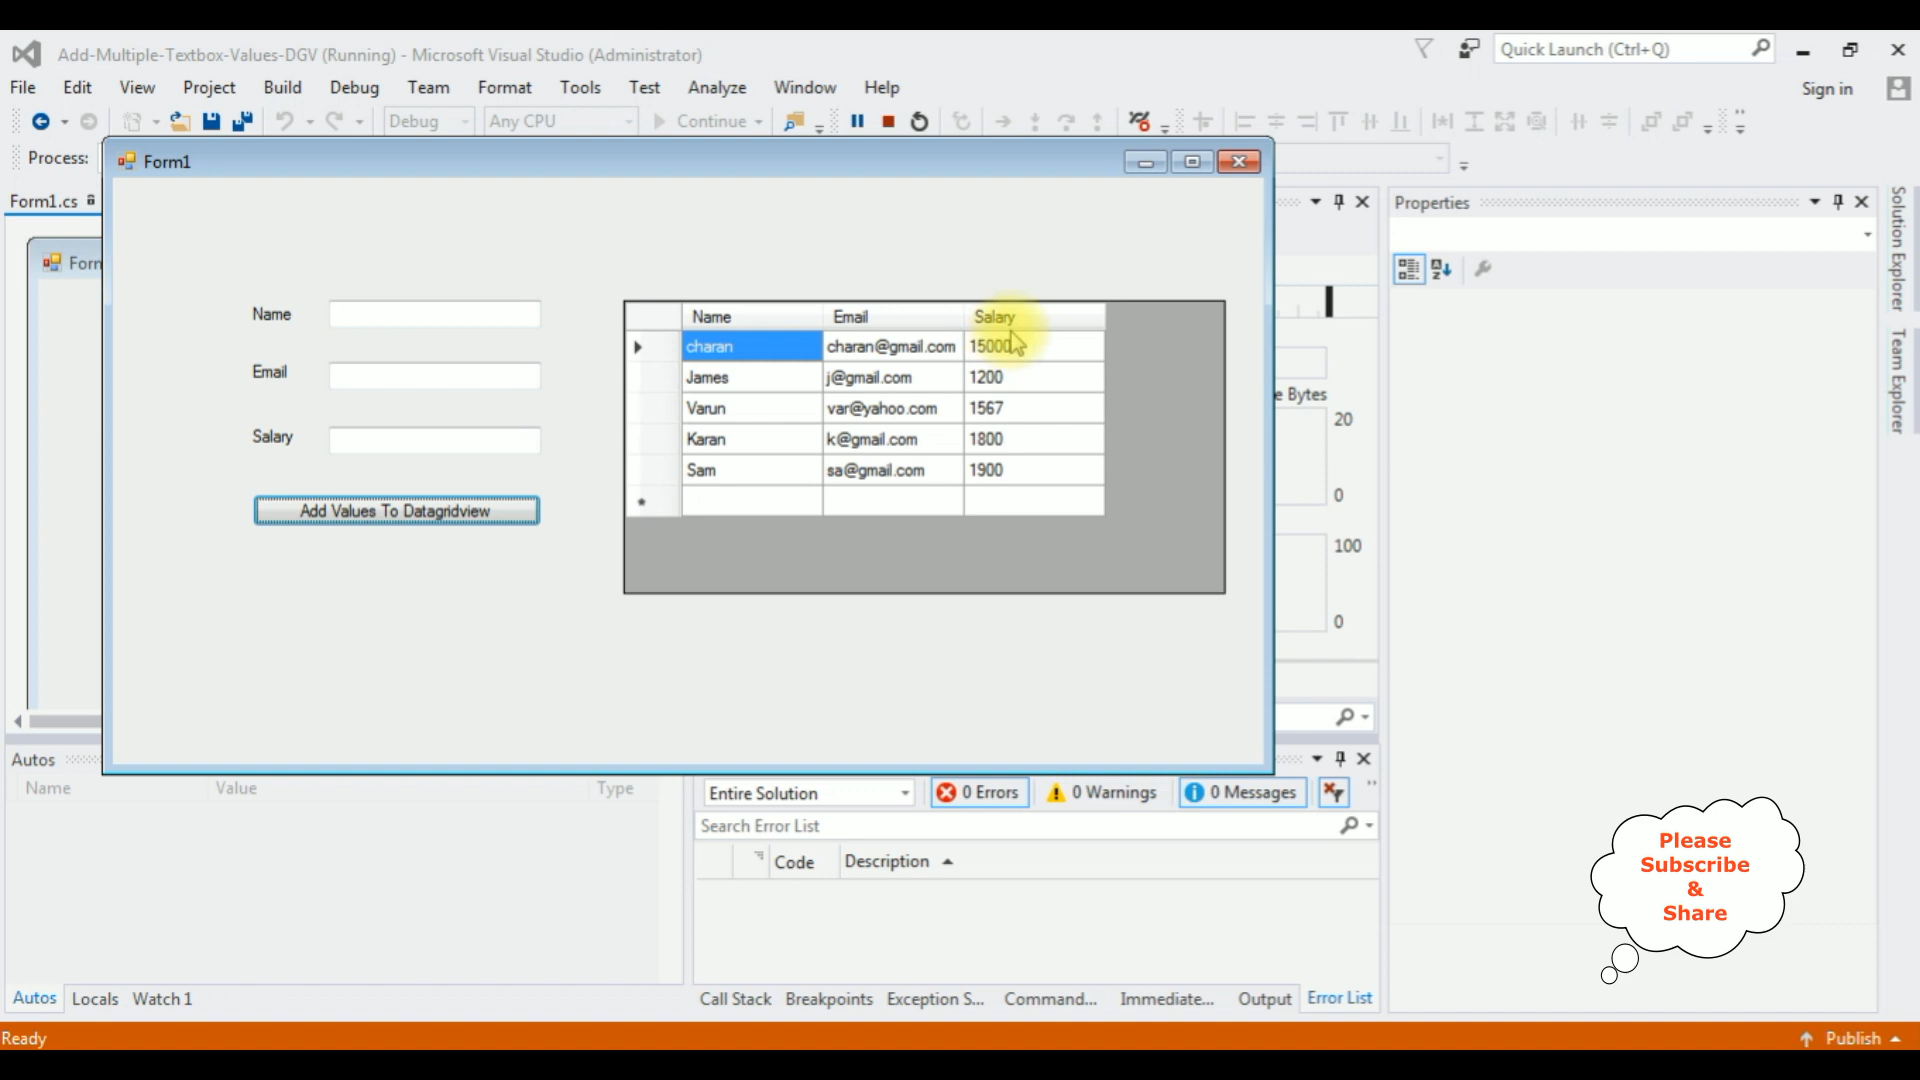 Add-Multiple-Textbox-Values-DGV (Running) - Microsoft Visual Studio (Administrator)
Quick Launch (Ctrl+Q)
File Edit View Project Build Debug Team Format Tools Test Analyze Window Help
Sign in
Debug Any CPU Continue
Process:
Form1
Form1.cs
Properties
Solution Explorer
Team Explorer
Form
Name
Email
Salary
Add Values To Datagridview
Name Email Salary
charan charan@gmail.com 15000
James j@gmail.com 1200
Varun var@yahoo.com 1567
Karan k@gmail.com 1800
Sam sa@gmail.com 1900
*
e Bytes
20
0
100
0
Autos
Name Value Type
Entire Solution 0 Errors 0 Warnings 0 Messages
Search Error List
Code Description
Please
Subscribe
&
Share
Autos Locals Watch 1
Call Stack Breakpoints Exception S... Command... Immediate... Output Error List
Ready
Publish